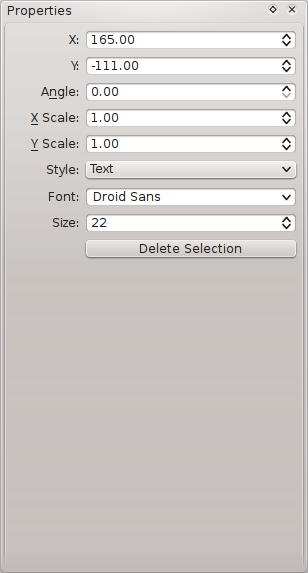 Properties
X: 165.00
Y: -111.00
Angle: 0.00
X Scale: 1.00
Y Scale: 1.00
Style: Text
Font: Droid Sans
Size: 22
Delete Selection